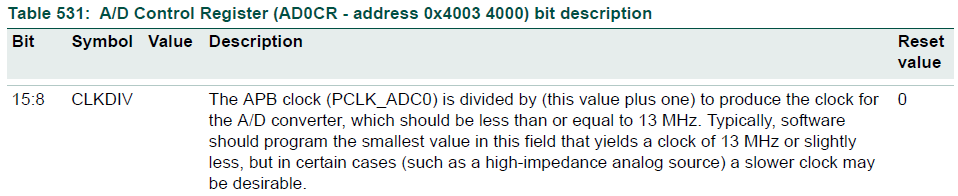 Table 531: A/D Control Register (AD0CR - address 0x4003 4000) bit description
Bit Symbol Value Description Reset value
15:8 CLKDIV The APB clock (PCLK_ADC0) is divided by (this value plus one) to produce the clock for 0
the A/D converter, which should be less than or equal to 13 MHz. Typically, software
should program the smallest value in this field that yields a clock of 13 MHz or slightly
less, but in certain cases (such as a high-impedance analog source) a slower clock may
be desirable.